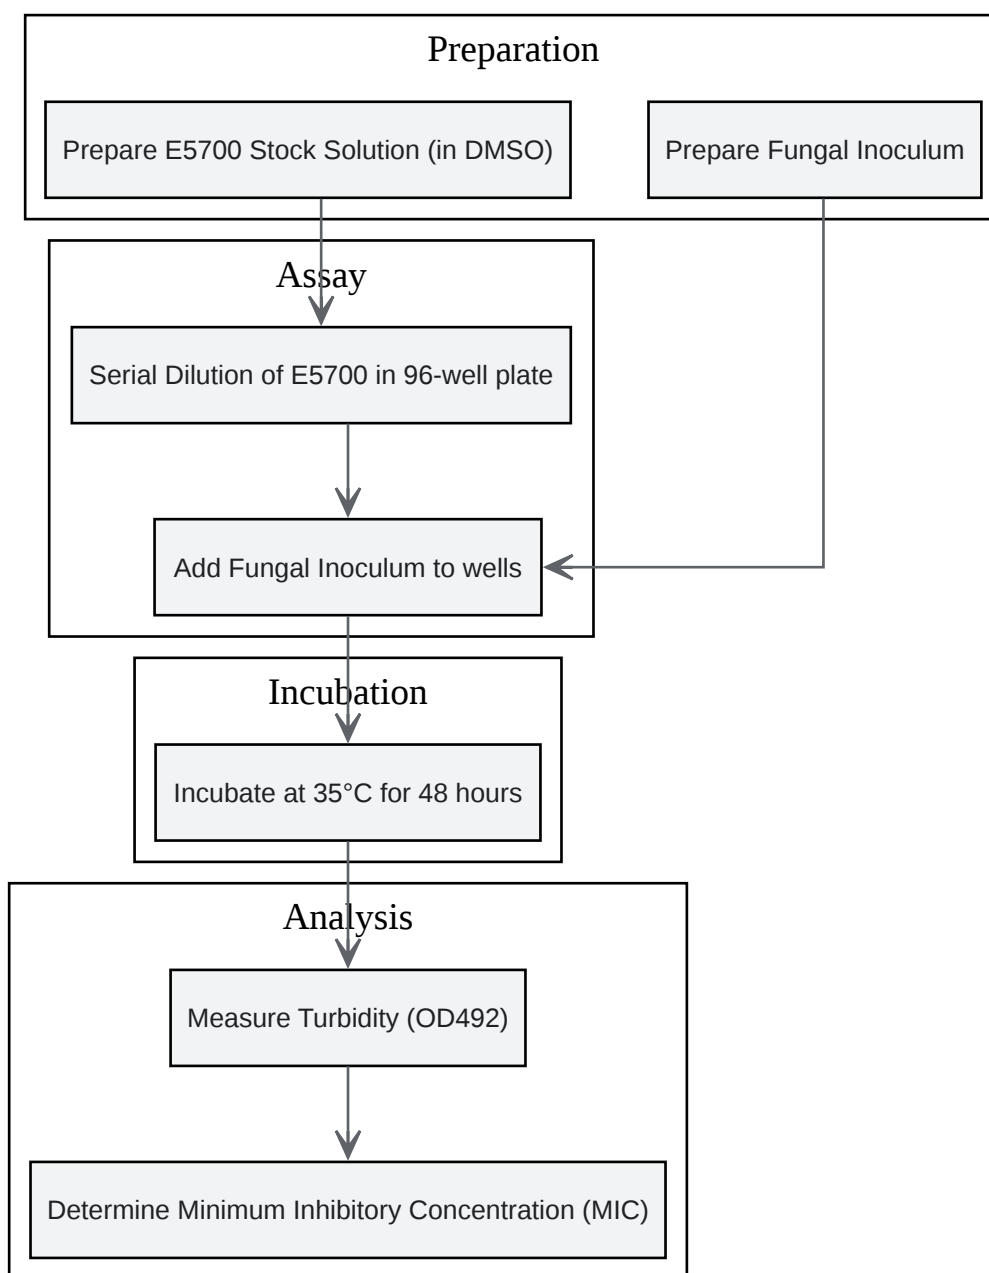 Preparation
Prepare E5700 Stock Solution (in DMSO)
Prepare Fungal Inoculum
Assay
Serial Dilution of E5700 in 96-well plate
Add Fungal Inoculum to wells
Incubation
Incubate at 35°C for 48 hours
Analysis
Measure Turbidity (OD492)
Determine Minimum Inhibitory Concentration (MIC)